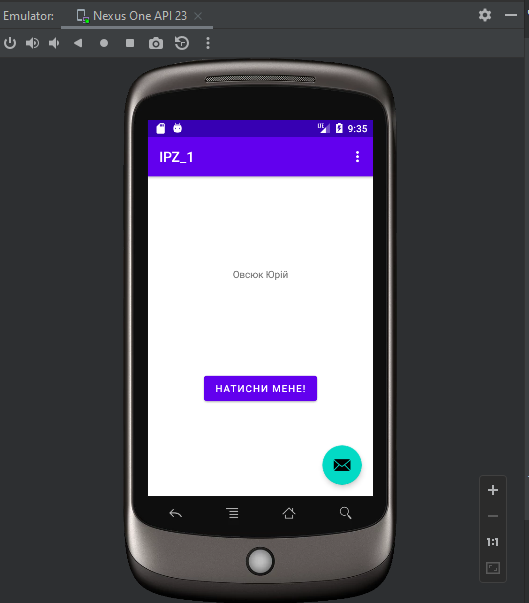 Emulator:
Nexus One API 23
9:35
IPZ_1
Овсюк Юрій
НАТИСНИ МЕНЕ!
1:1